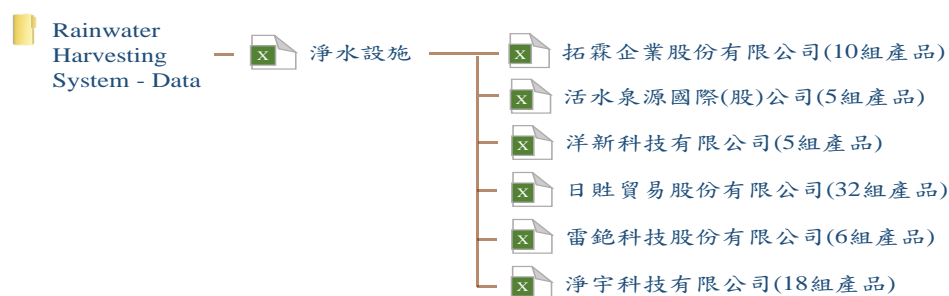 Rainwater
Harvesting
System - Data
淨水設施
拓霖企業股份有限公司(10組產品)
活水泉源國際(股)公司(5組產品)
洋新科技有限公司(5組產品)
日甡貿易股份有限公司(32組產品)
雷銫科技股份有限公司(6組產品)
淨宇科技有限公司(18組產品)